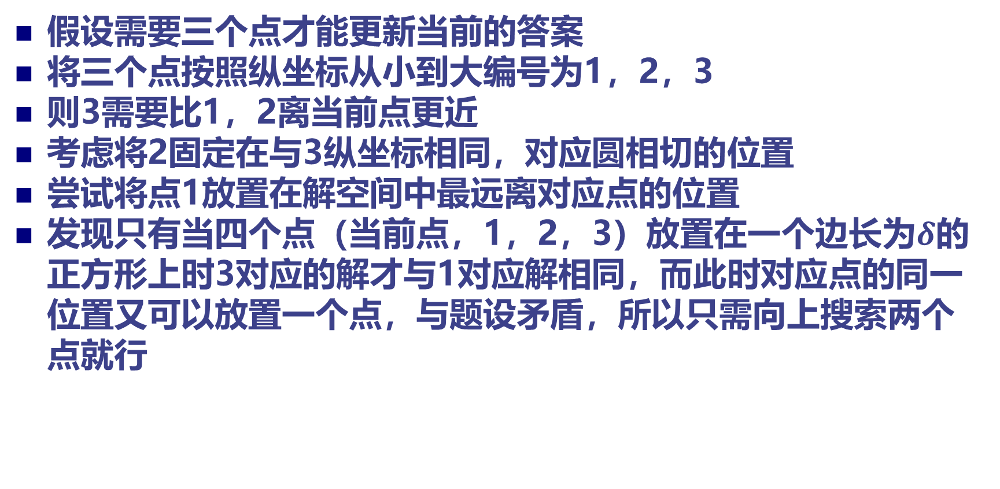 ■ 假设需要三个点才能更新当前的答案
■ 将三个点按照纵坐标从小到大编号为1，2，3
■ 则3需要比1，2离当前点更近
■ 考虑将2固定在与3纵坐标相同，对应圆相切的位置
■ 尝试将点1放置在解空间中最远离对应点的位置
■ 发现只有当四个点（当前点，1，2，3）放置在一个边长为δ的
正方形上时3对应的解才与1对应解相同，而此时对应点的同一
位置又可以放置一个点，与题设矛盾，所以只需向上搜索两个
点就行